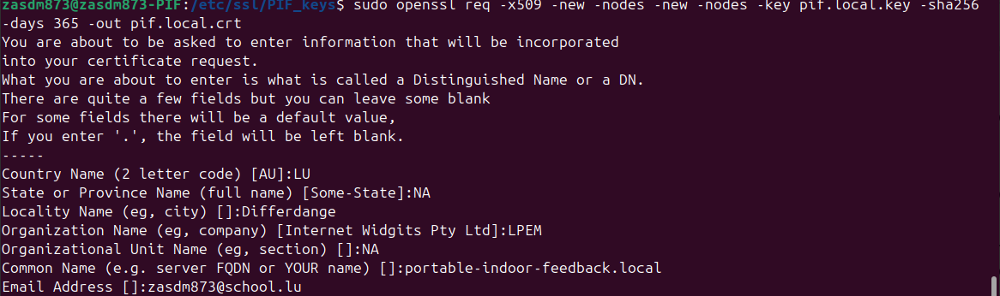 zasdm873@zasdm873-PIF:/etc/ssl/PIF_keys$ sudo openssl req -x509 -new -nodes -new -nodes -key pif.local.key -sha256
-days 365 -out pif.local.crt
You are about to be asked to enter information that will be incorporated
into your certificate request.
What you are about to enter is what is called a Distinguished Name or a DN.
There are quite a few fields but you can leave some blank
For some fields there will be a default value,
If you enter '.', the field will be left blank.
-----
Country Name (2 letter code) [AU]:LU
State or Province Name (full name) [Some-State]:NA
Locality Name (eg, city) []:Differdange
Organization Name (eg, company) [Internet Widgits Pty Ltd]:LPEM
Organizational Unit Name (eg, section) []:NA
Common Name (e.g. server FQDN or YOUR name) []:portable-indoor-feedback.local
Email Address []:zasdm873@school.lu